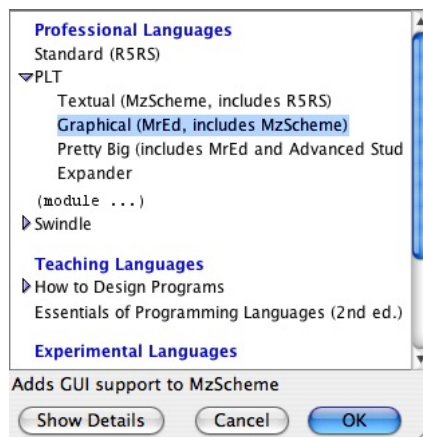 Professional Languages
Standard (R5RS)
PLT
Textual (MzScheme, includes R5RS)
Graphical (MrEd, includes MzScheme)
Pretty Big (includes MrEd and Advanced Stud
Expander
(module ...)
Swindle
Teaching Languages
How to Design Programs
Essentials of Programming Languages (2nd ed.)
Experimental Languages
Adds GUI support to MzScheme
Show Details Cancel OK